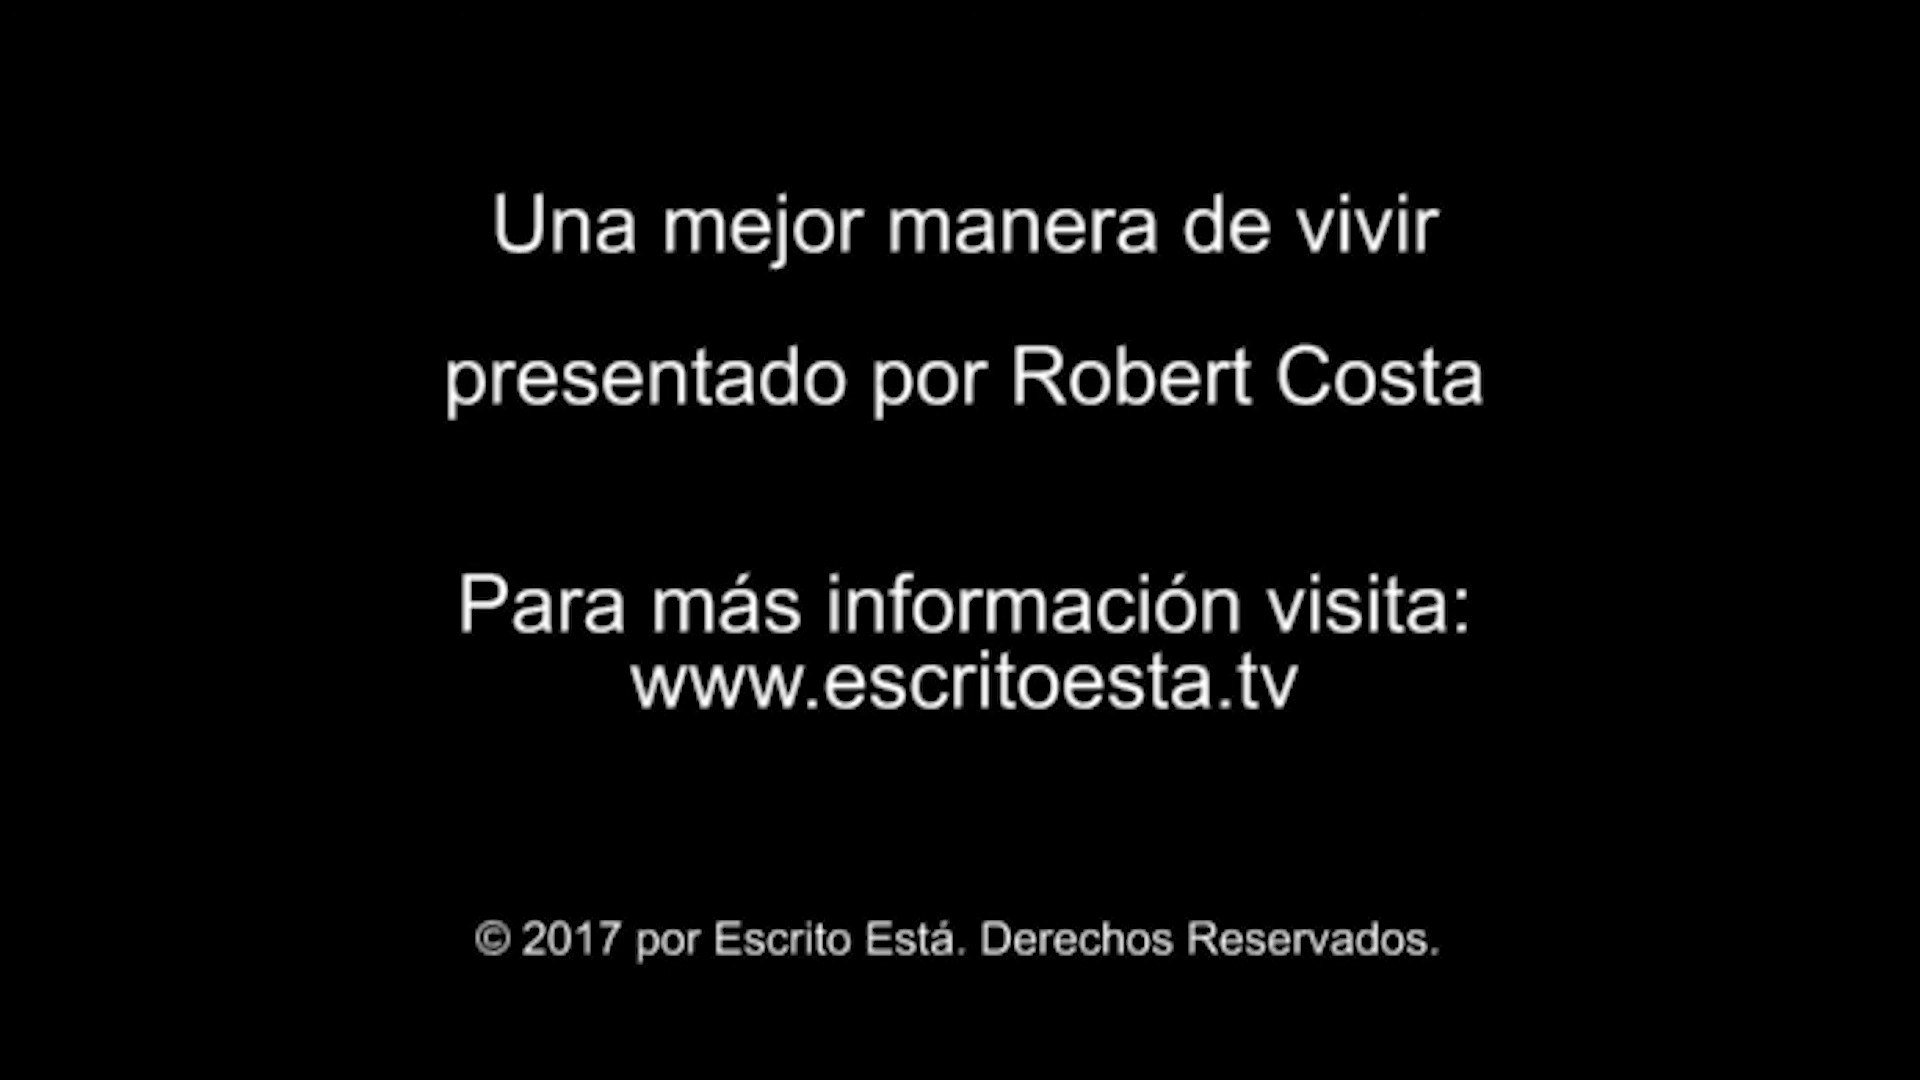 Una mejor manera de vivir
presentado por Robert Costa
Para más información visita:
www.escritoesta.tv
© 2017 por Escrito Está. Derechos Reservados.